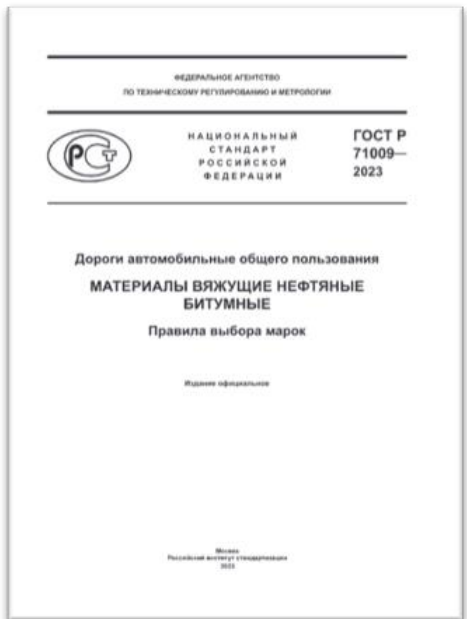 ФЕДЕРАЛЬНОЕ АГЕНТСТВО
ПО ТЕХНИЧЕСКОМУ РЕГУЛИРОВАНИЮ И МЕТРОЛОГИИ
НАЦИОНАЛЬНЫЙ
СТАНДАРТ
РОССИЙСКОЙ
ФЕДЕРАЦИИ
ГОСТ Р
71009—
2023
Дороги автомобильные общего пользования
МАТЕРИАЛЫ ВЯЖУЩИЕ НЕФТЯНЫЕ
БИТУМНЫЕ
Правила выбора марок
Издание официальное
Москва
Российский институт стандартизации
2023